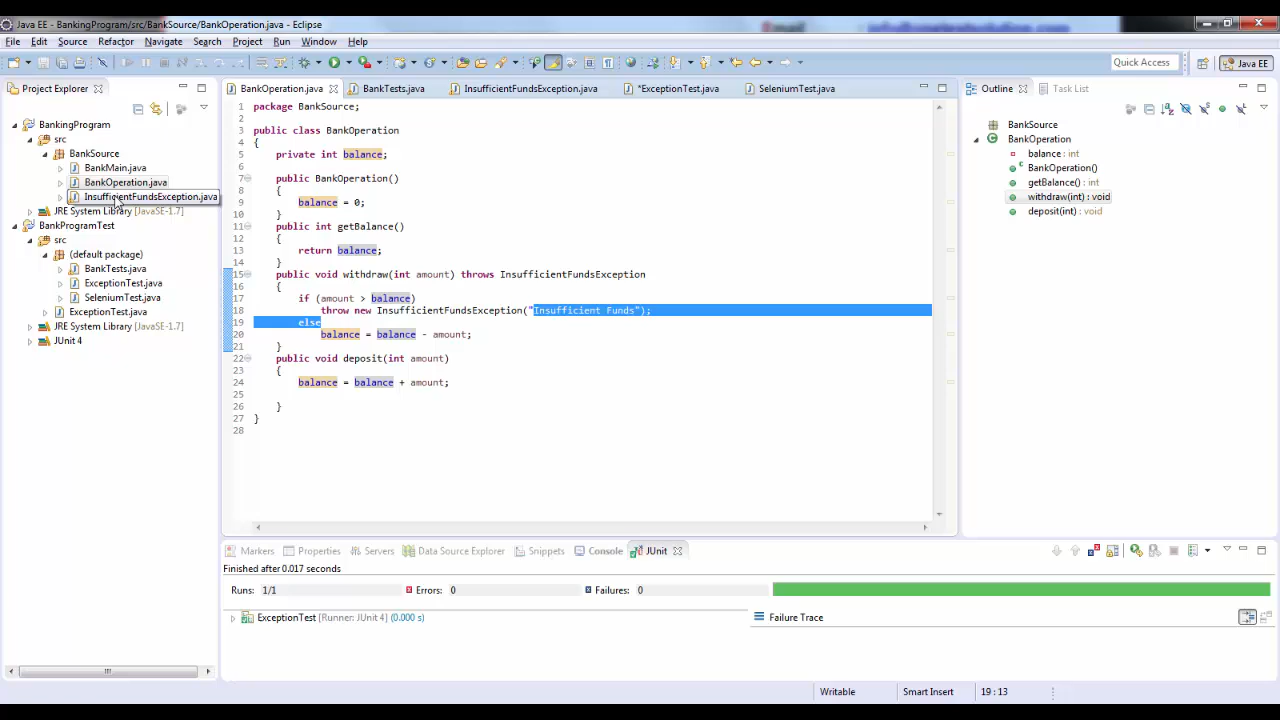 Java EE - BankingProgram/src/BankSource/BankOperation.java - Eclipse
File Edit Source Refactor Navigate Search Project Run Window Help
Quick Access
Java EE
Project Explorer
BankingProgram
src
BankSource
BankMain.java
BankOperation.java
InsufficientFundsException.java
JRE System Library [JavaSE-1.7]
BankProgramTest
src
(default package)
BankTests.java
ExceptionTest.java
SeleniumTest.java
ExceptionTest.java
JRE System Library [JavaSE-1.7]
JUnit 4
BankOperation.java BankTests.java InsufficientFundsException.java *ExceptionTest.java SeleniumTest.java
1 package BankSource;
2
3 public class BankOperation
4 {
5 private int balance;
6
7 public BankOperation()
8 {
9 balance = 0;
10 }
11 public int getBalance()
12 {
13 return balance;
14 }
15 public void withdraw(int amount) throws InsufficientFundsException
16 {
17 if (amount > balance)
18 throw new InsufficientFundsException("Insufficient Funds");
19 else
20 balance = balance - amount;
21 }
22 public void deposit(int amount)
23 {
24 balance = balance + amount;
25
26 }
27 }
28
Outline Task List
BankSource
BankOperation
balance : int
BankOperation()
getBalance() : int
withdraw(int) : void
deposit(int) : void
Markers Properties Servers Data Source Explorer Snippets Console JUnit
Finished after 0.017 seconds
Runs: 1/1 Errors: 0 Failures: 0
ExceptionTest [Runner: JUnit 4] (0.000 s)
Failure Trace
Writable Smart Insert 19 : 13